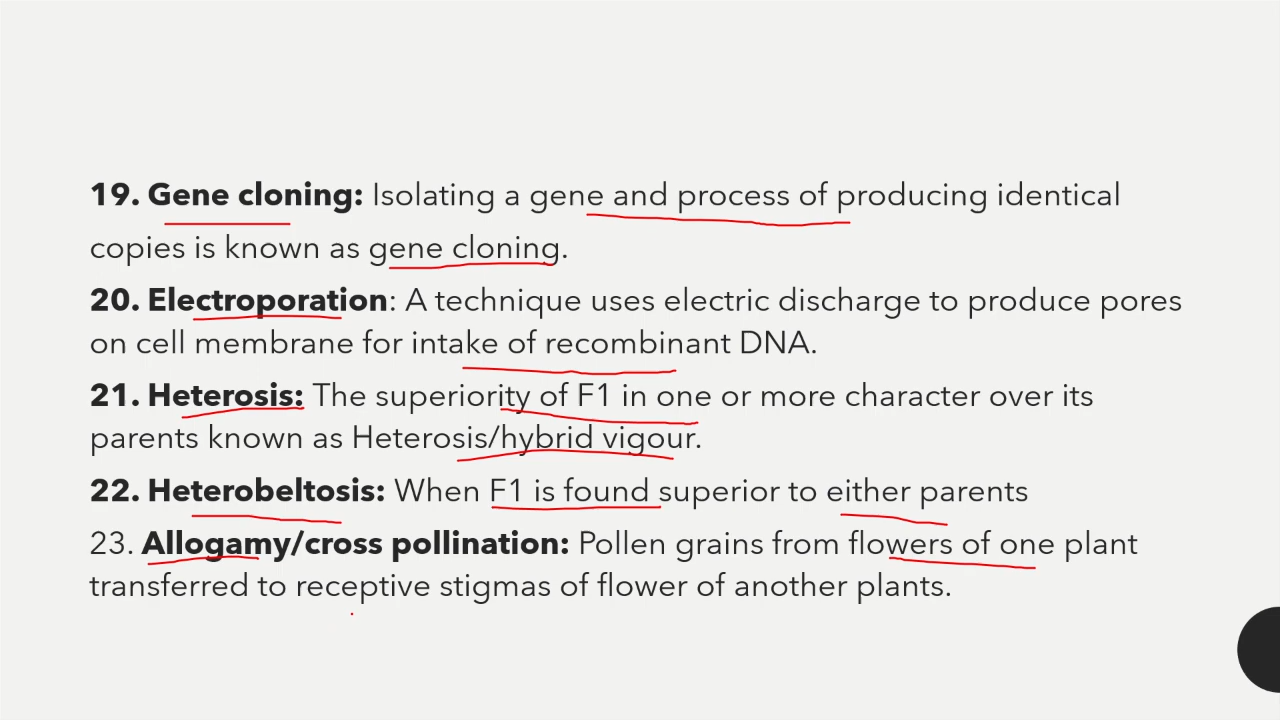 19. Gene cloning: Isolating a gene and process of producing identical
copies is known as gene cloning.
20. Electroporation: A technique uses electric discharge to produce pores
on cell membrane for intake of recombinant DNA.
21. Heterosis: The superiority of F1 in one or more character over its
parents known as Heterosis/hybrid vigour.
22. Heterobeltosis: When F1 is found superior to either parents
23. Allogamy/cross pollination: Pollen grains from flowers of one plant
transferred to receptive stigmas of flower of another plants.